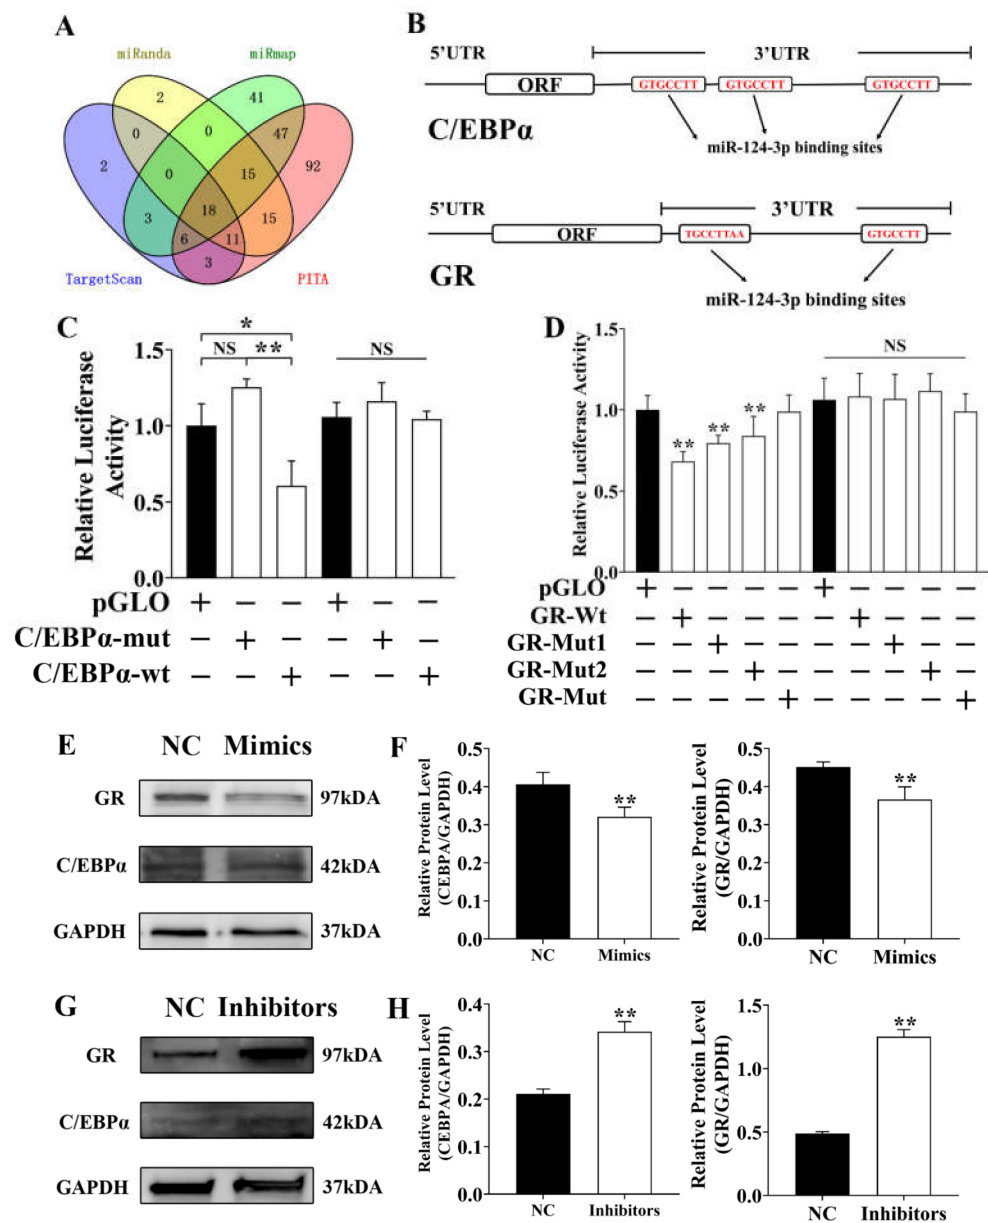 A
miRanda
miRmap
2
41
0
0
47
2
0
15
92
3
18
15
6
11
3
TargetScan
PITA
B
5’UTR
3’UTR
ORF
GTGCCTT
GTGCCTT
GTGCCTT
C/EBPα
miR-124-3p binding sites
5’UTR
3’UTR
ORF
TGCCTTAA
GTGCCTT
GR
miR-124-3p binding sites
C
Relative Luciferase
Activity
1.5
1.0
0.5
0.0
*
NS
**
NS
pGLO + − − + − −
C/EBPα-mut − + − − + −
C/EBPα-wt − − + − − +
D
Relative Luciferase Activity
1.5
1.0
0.5
0.0
**
**
**
NS
pGLO + − − − − + − − − −
GR-Wt − + − − − − + − − −
GR-Mut1 − − + − − − − + − −
GR-Mut2 − − − + − − − − + −
GR-Mut − − − − + − − − − +
E
NC Mimics
GR 97kDA
C/EBPα 42kDA
GAPDH 37kDA
F
Relative Protein Level
(CEBPA/GAPDH)
0.5
0.4
0.3
0.2
0.1
0.0
**
NC Mimics
Relative Protein Level
(GR/GAPDH)
0.5
0.4
0.3
0.2
0.1
0.0
**
NC Mimics
G
NC Inhibitors
GR 97kDA
C/EBPα 42kDA
GAPDH 37kDA
H
Relative Protein Level
(CEBPA/GAPDH)
0.4
0.3
0.2
0.1
0.0
**
NC Inhibitors
Relative Protein Level
(GR/GAPDH)
1.5
1.0
0.5
0.0
**
NC Inhibitors